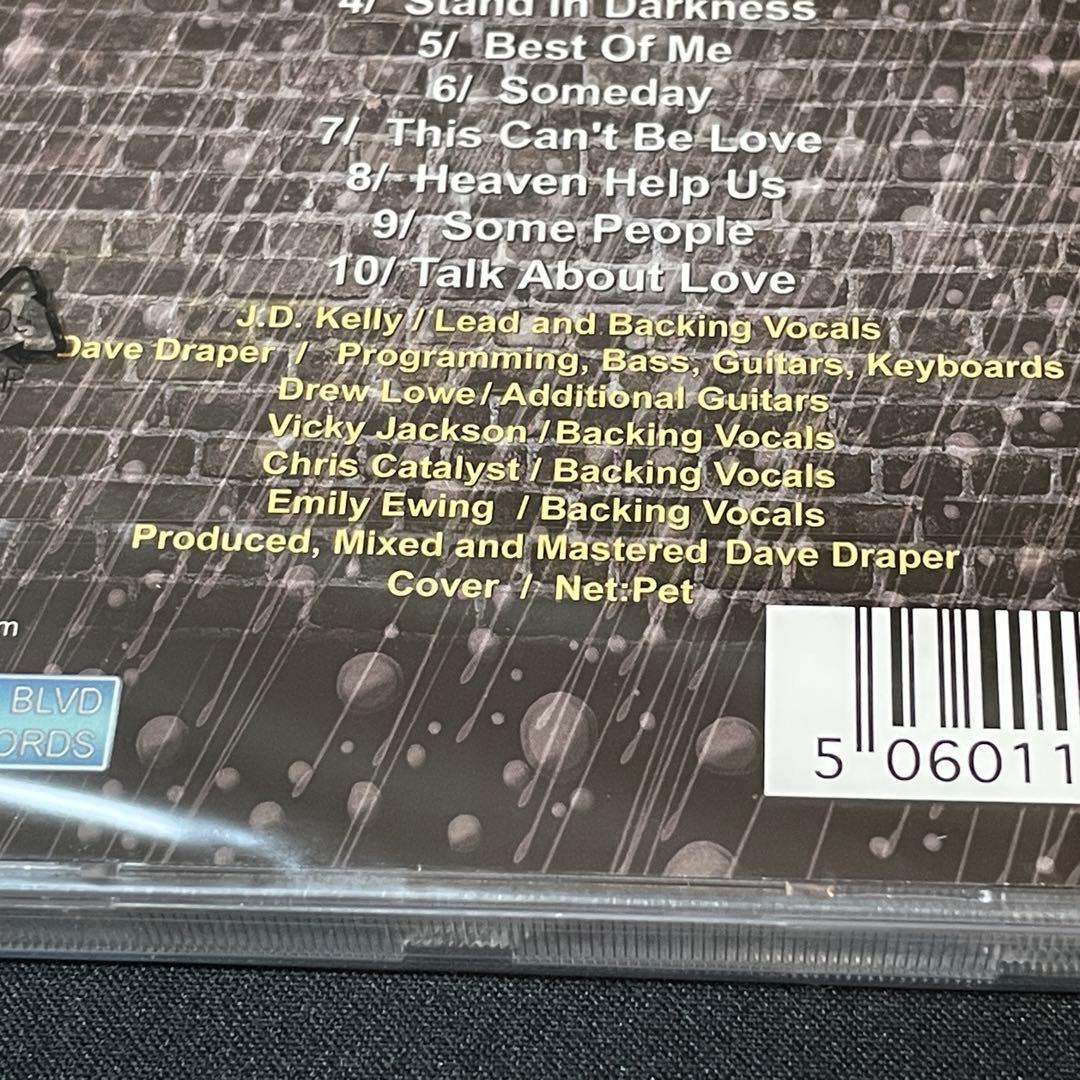 4/ Stand In Darkness
5/ Best Of Me
6/ Someday
7/ This Can't Be Love
8/ Heaven Help Us
9/ Some People
10/ Talk About Love
J.D. Kelly / Lead and Backing Vocals
Dave Draper / Programming, Bass, Guitars, Keyboards
Drew Lowe / Additional Guitars
Vicky Jackson / Backing Vocals
Chris Catalyst / Backing Vocals
Emily Ewing / Backing Vocals
Produced, Mixed and Mastered Dave Draper
Cover / Net:Pet
m
BLVD
ORDS
5 06011